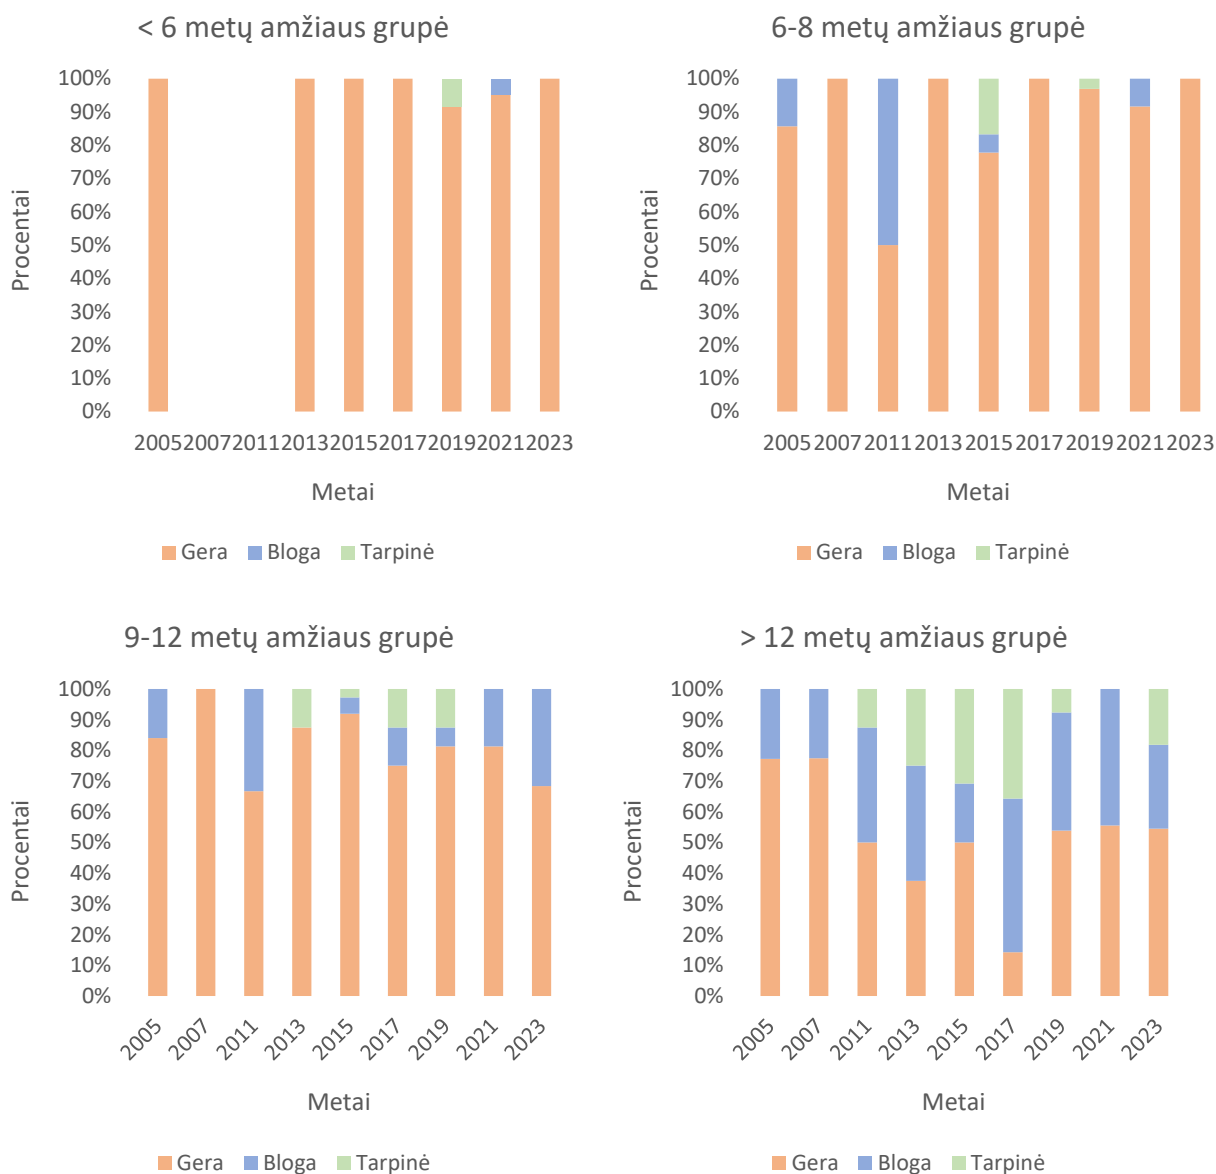 < 6 metų amžiaus grupė
100%
90%
80%
70%
60%
50%
40%
30%
20%
10%
0%
Procentai
2005 2007 2011 2013 2015 2017 2019 2021 2023
Metai
Gera Bloga Tarpinė
6-8 metų amžiaus grupė
100%
90%
80%
70%
60%
50%
40%
30%
20%
10%
0%
Procentai
2005 2007 2011 2013 2015 2017 2019 2021 2023
Metai
Gera Bloga Tarpinė
9-12 metų amžiaus grupė
100%
90%
80%
70%
60%
50%
40%
30%
20%
10%
0%
Procentai
2005 2007 2011 2013 2015 2017 2019 2021 2023
Metai
Gera Bloga Tarpinė
> 12 metų amžiaus grupė
100%
90%
80%
70%
60%
50%
40%
30%
20%
10%
0%
Procentai
2005 2007 2011 2013 2015 2017 2019 2021 2023
Metai
Gera Bloga Tarpinė